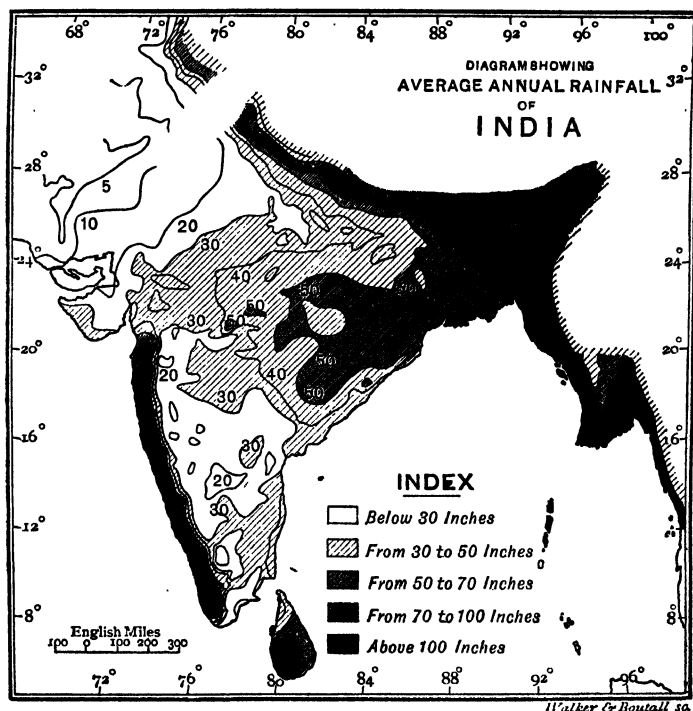 68° 72° 76° 80° 84° 88° 92° 96° 100°
DIAGRAM SHOWING
AVERAGE ANNUAL RAINFALL
OF
INDIA
32° 32°
28° 28°
5
10
20
30
24° 24°
40
50
50
50
50
30
20° 20°
20
40
50
30
50
16° 16°
30
20
30
INDEX
Below 30 Inches
12° 12°
From 30 to 50 Inches
From 50 to 70 Inches
From 70 to 100 Inches
8° 8°
Above 100 Inches
English Miles
100 0 100 200 300
72° 76° 80° 84° 88° 92° 96°
Walker & Boutall sc.